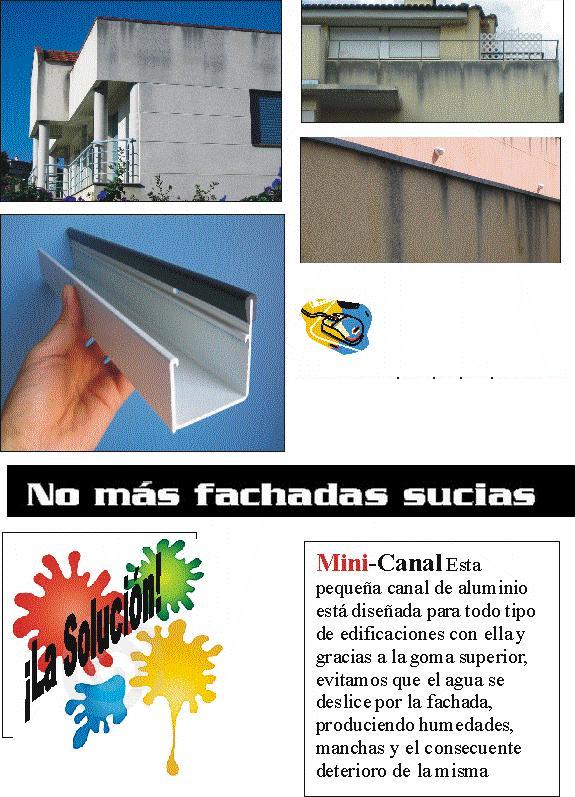 No más fachadas sucias
¡La Solución!
Mini-Canal Esta
pequeña canal de aluminio
está diseñada para todo tipo
de edificaciones con ella y
gracias a la goma superior,
evitamos que el agua se
deslice por la fachada,
produciendo humedades,
manchas y el consecuente
deterioro de la misma